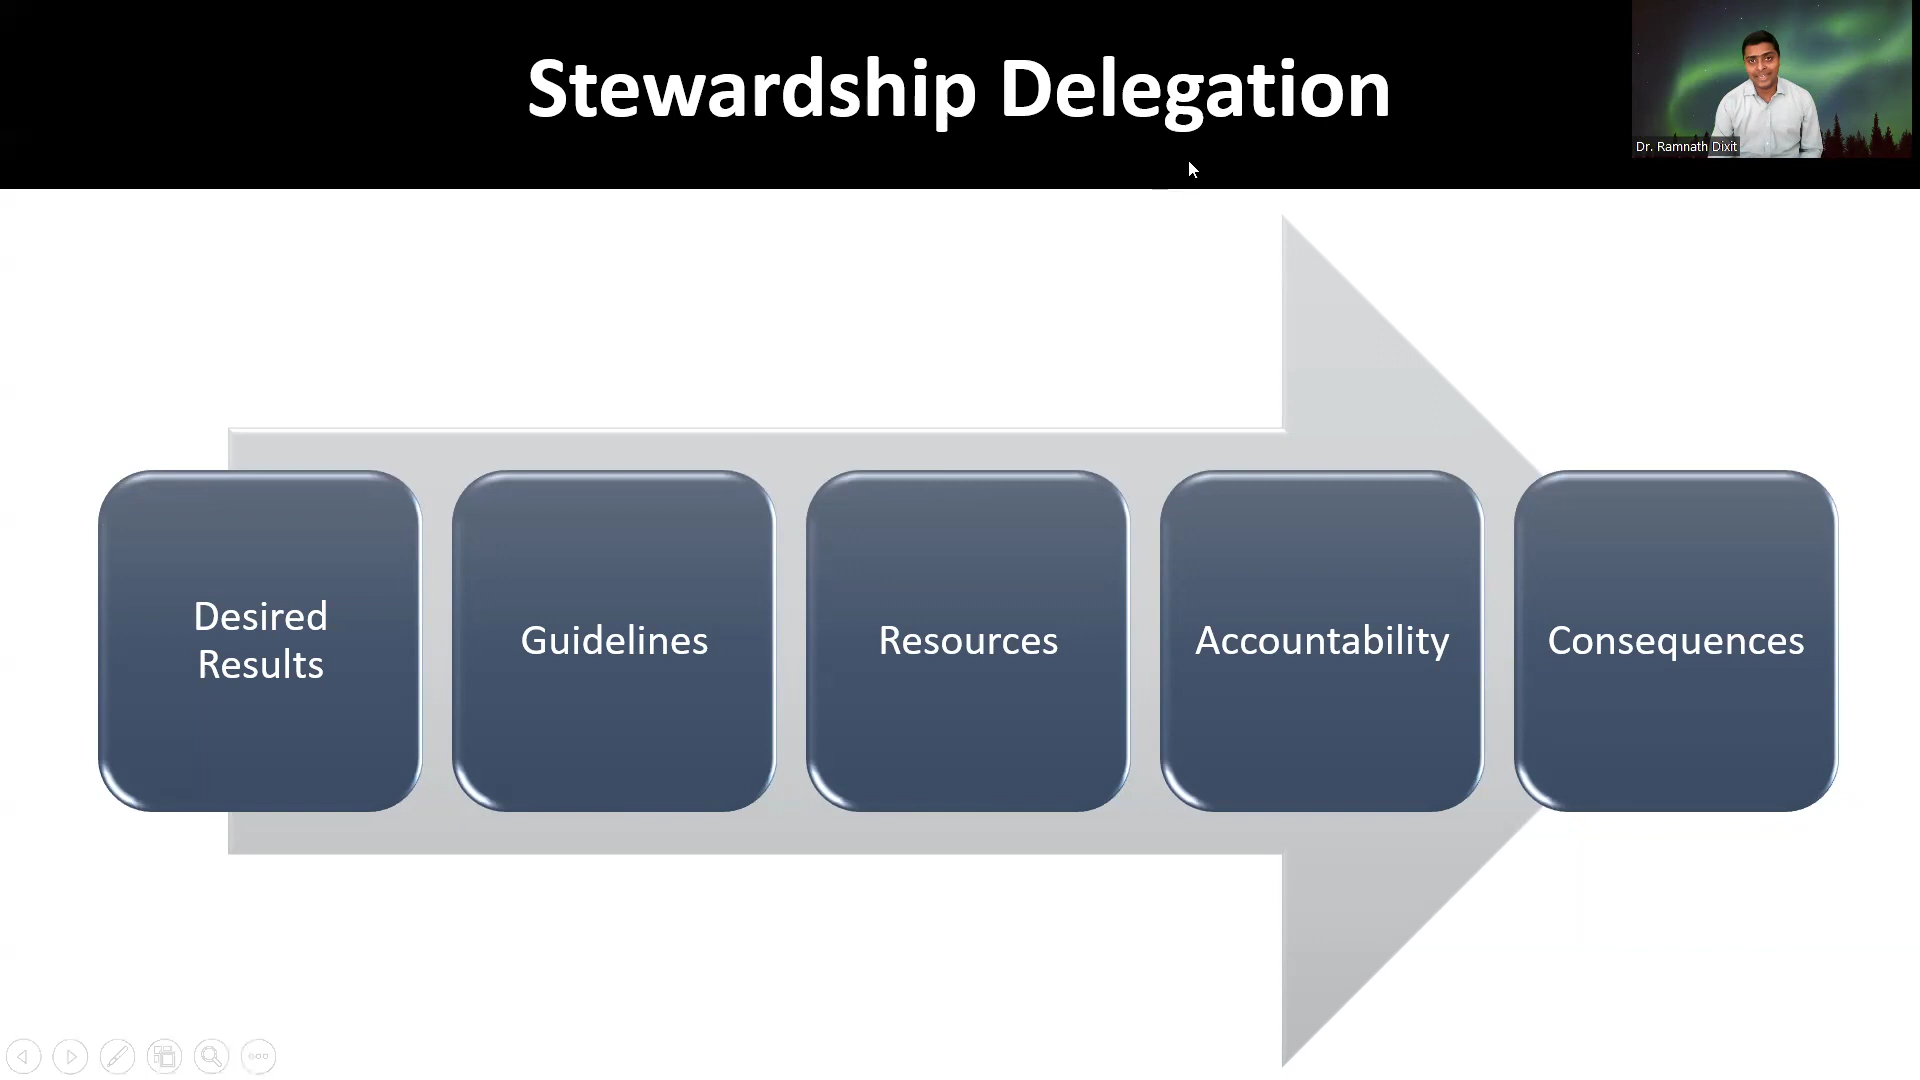 Stewardship Delegation
Dr. Ramnath Dixit
Desired
Results
Guidelines
Resources
Accountability
Consequences